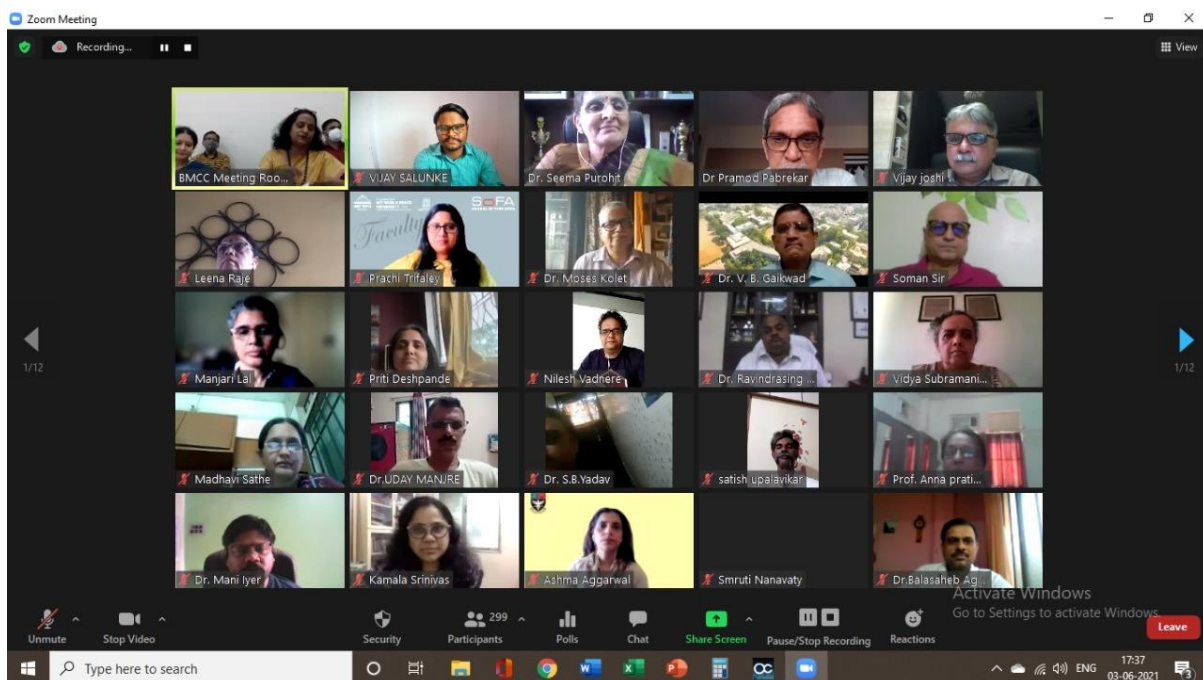 Zoom Meeting
Recording...
View
BMCC Meeting Roo...
VIJAY SALUNKE
Dr. Seema Purohit
Dr Pramod Pabrekar
Vijay joshi
Leena Raje
Faculty
SOFA
Prachi Trifaley
Dr. Moses Kolet
Dr. V. B. Gaikwad
Soman Sir
Manjari Lal
Priti Deshpande
Nilesh Vadnere
Dr. Ravindrasing ...
Vidya Subramani...
1/12
1/12
Madhavi Sathe
Dr.UDAY MANJRE
Dr. S.B.Yadav
satish upalavikar
Prof. Anna prati...
Dr. Mani Iyer
Kamala Srinivas
Ashma Aggarwal
Smruti Nanavaty
Dr.Balasaheb Ag...
Activate Windows
Go to Settings to activate Windows.
Unmute
Stop Video
Security
299
Participants
Polls
Chat
Share Screen
Pause/Stop Recording
Reactions
Leave
Type here to search
ENG
17:37
03-06-2021
3